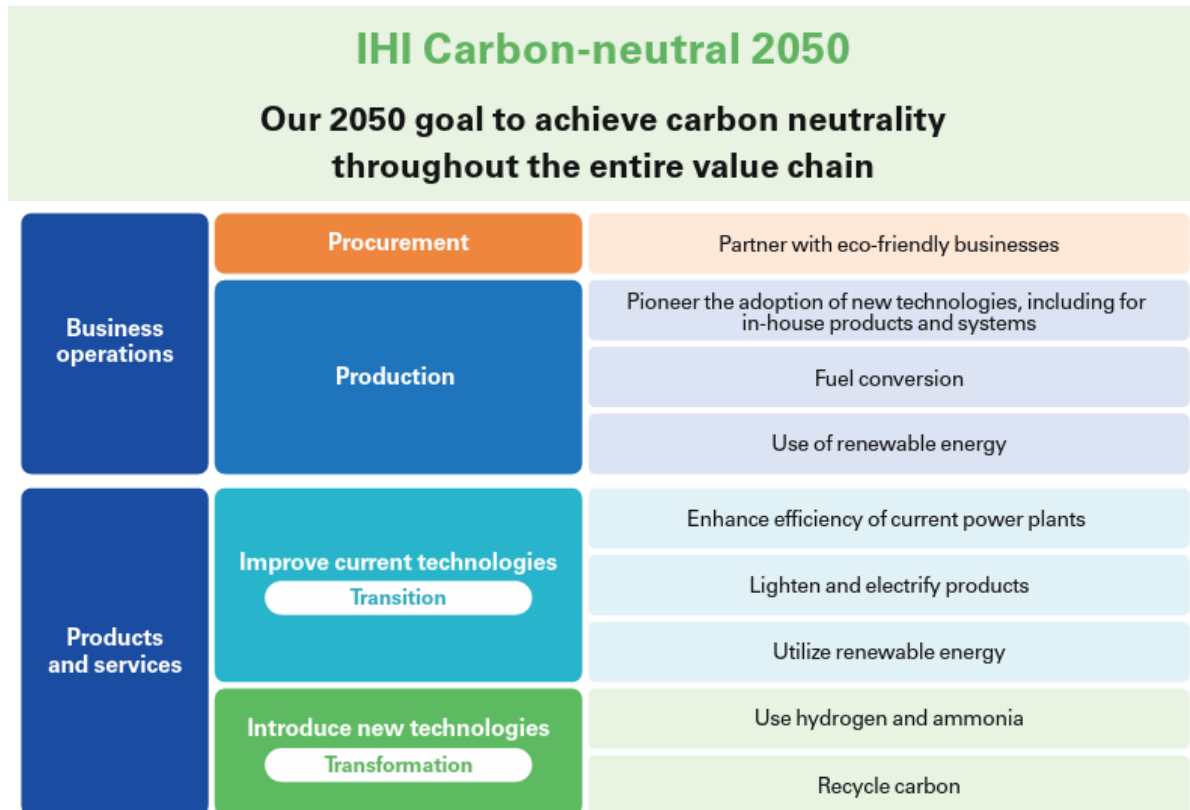 IHI Carbon-neutral 2050
Our 2050 goal to achieve carbon neutrality
throughout the entire value chain
Business
operations
Procurement
Partner with eco-friendly businesses
Production
Pioneer the adoption of new technologies, including for
in-house products and systems
Fuel conversion
Use of renewable energy
Products
and services
Improve current technologies
Transition
Enhance efficiency of current power plants
Lighten and electrify products
Utilize renewable energy
Introduce new technologies
Transformation
Use hydrogen and ammonia
Recycle carbon